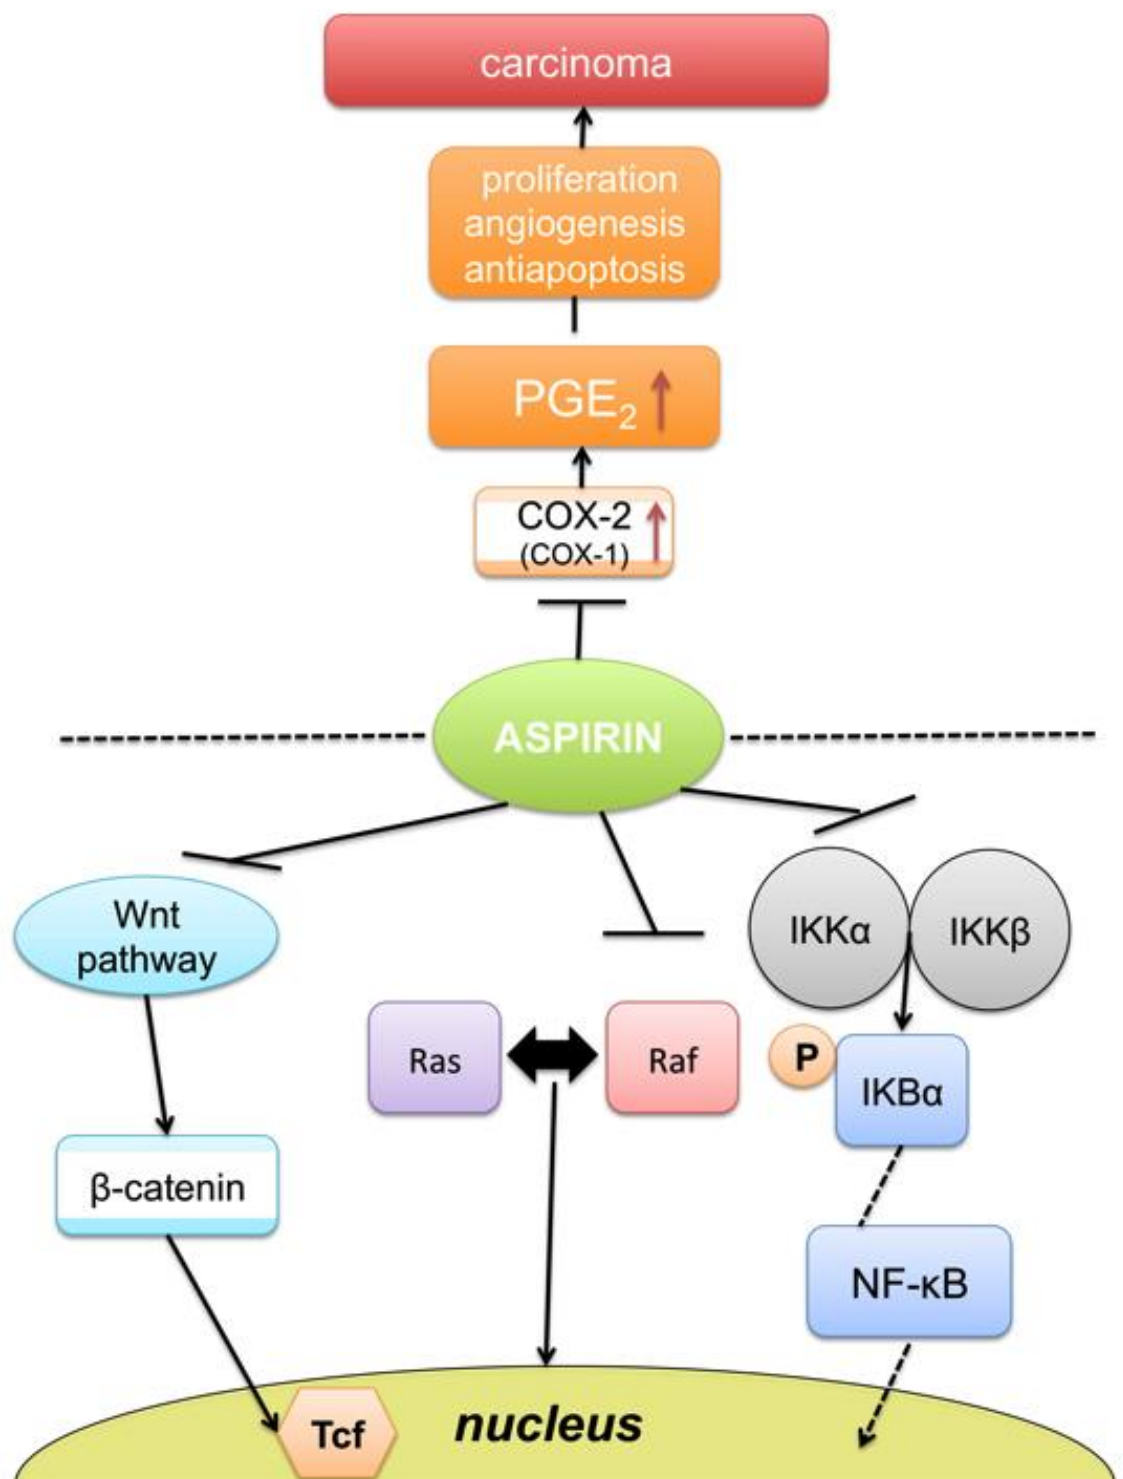 carcinoma
proliferation
angiogenesis
antiapoptosis
PGE₂
COX-2
(COX-1)
ASPIRIN
Wnt
pathway
IKKα
IKKβ
Ras
Raf
P
IKBα
β-catenin
NF-κB
Tcf
nucleus